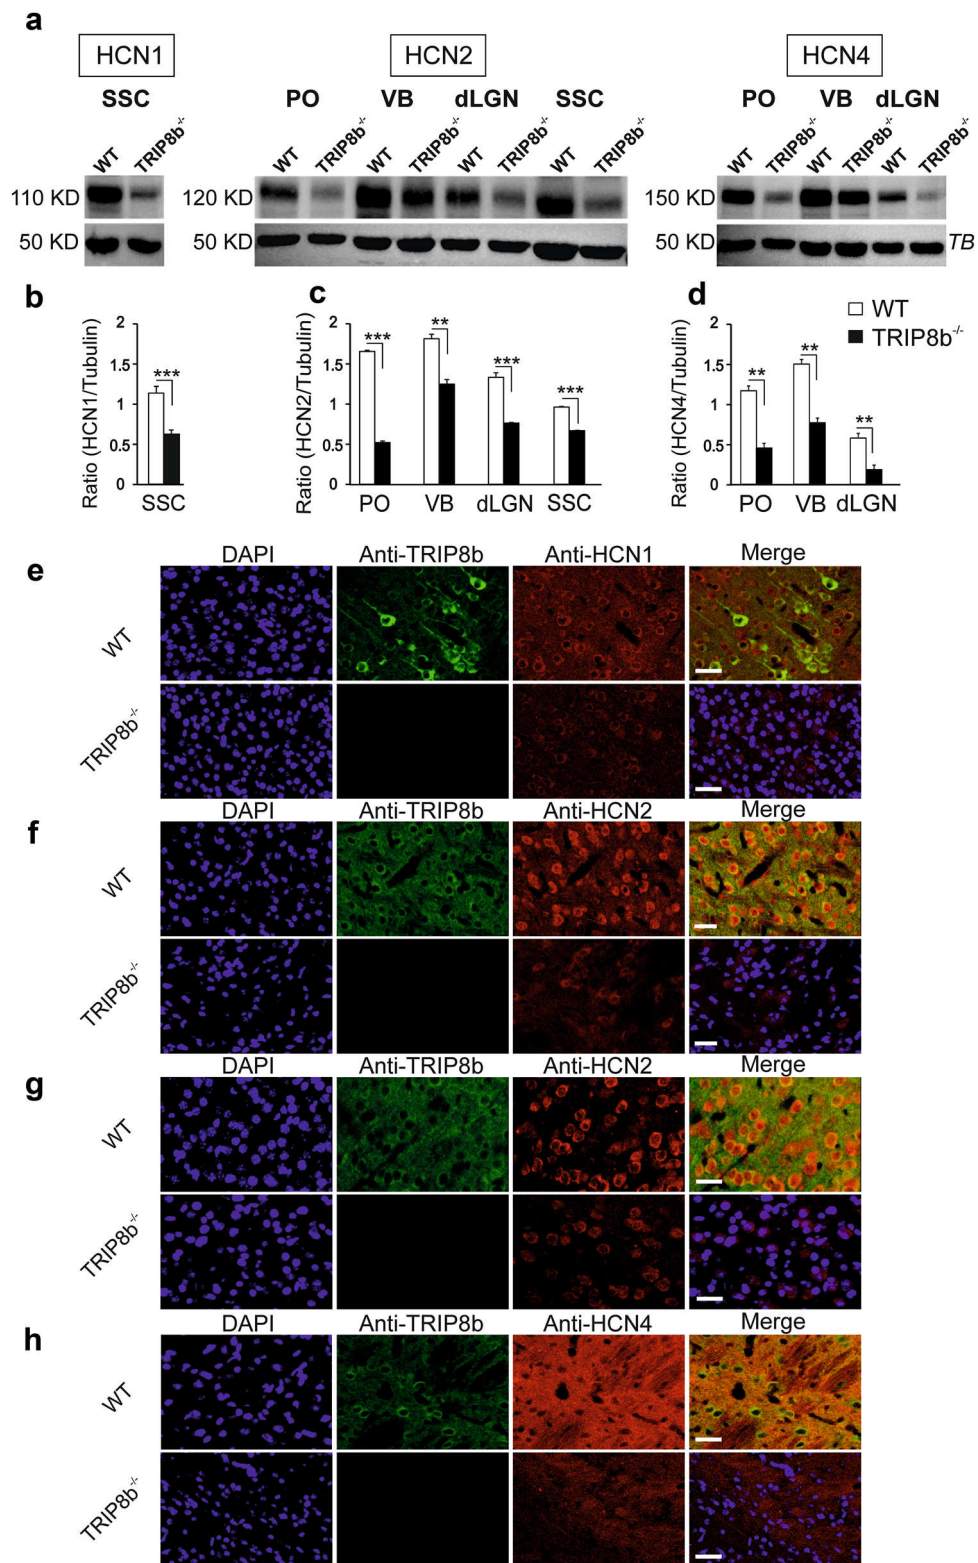 a
HCN1
HCN2
HCN4
SSC
PO VB dLGN SSC
PO VB dLGN
WT TRIP8b-/-
WT TRIP8b-/- WT TRIP8b-/- WT TRIP8b-/- WT TRIP8b-/-
WT TRIP8b-/- WT TRIP8b-/- WT TRIP8b-/-
110 KD
120 KD
150 KD
50 KD
50 KD
50 KD
TB
b
Ratio (HCN1/Tubulin)
2
1.5
1
0.5
0
***
SSC
c
Ratio (HCN2/Tubulin)
2
1.5
1
0.5
0
*** ** *** ***
PO VB dLGN SSC
d
Ratio (HCN4/Tubulin)
2
1.5
1
0.5
0
** ** **
PO VB dLGN
WT
TRIP8b-/-
e
DAPI Anti-TRIP8b Anti-HCN1 Merge
WT
TRIP8b-/-
f
DAPI Anti-TRIP8b Anti-HCN2 Merge
WT
TRIP8b-/-
g
DAPI Anti-TRIP8b Anti-HCN2 Merge
WT
TRIP8b-/-
h
DAPI Anti-TRIP8b Anti-HCN4 Merge
WT
TRIP8b-/-